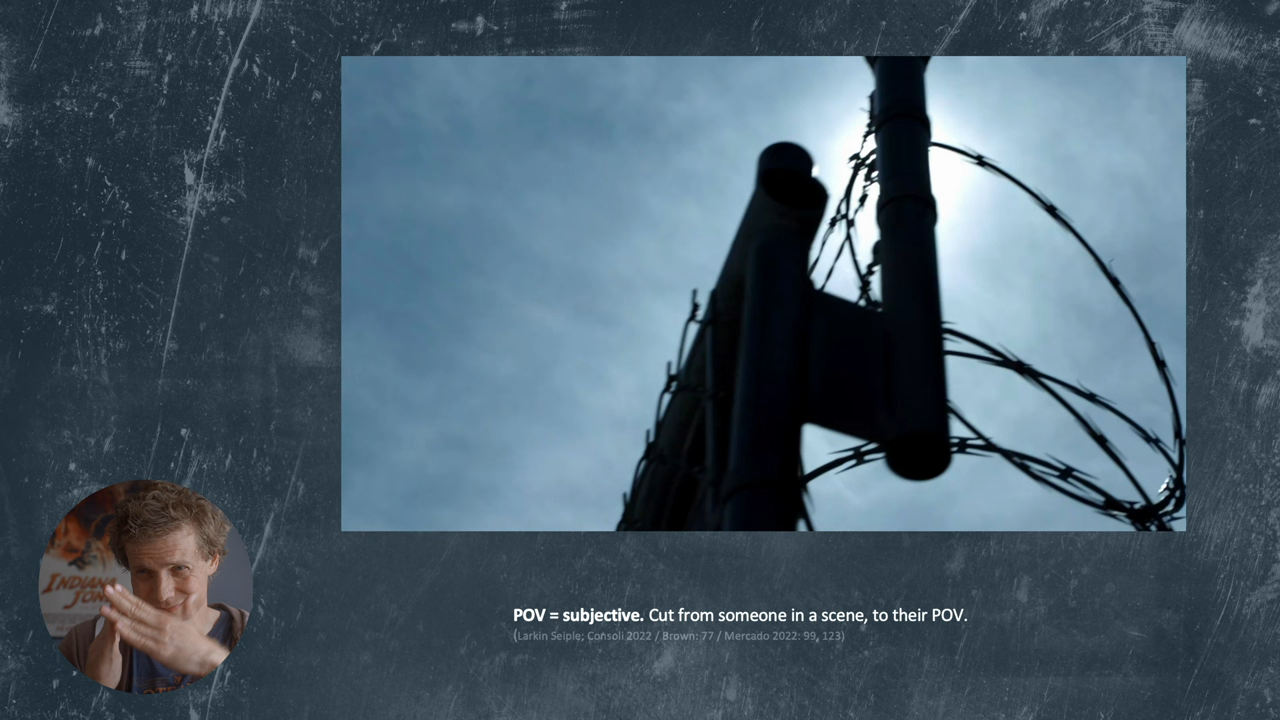 POV = subjective. Cut from someone in a scene, to their POV.
(Larkin Seiple; Consoli 2022 / Brown: 77 / Mercado 2022: 99, 123)
INDIANA